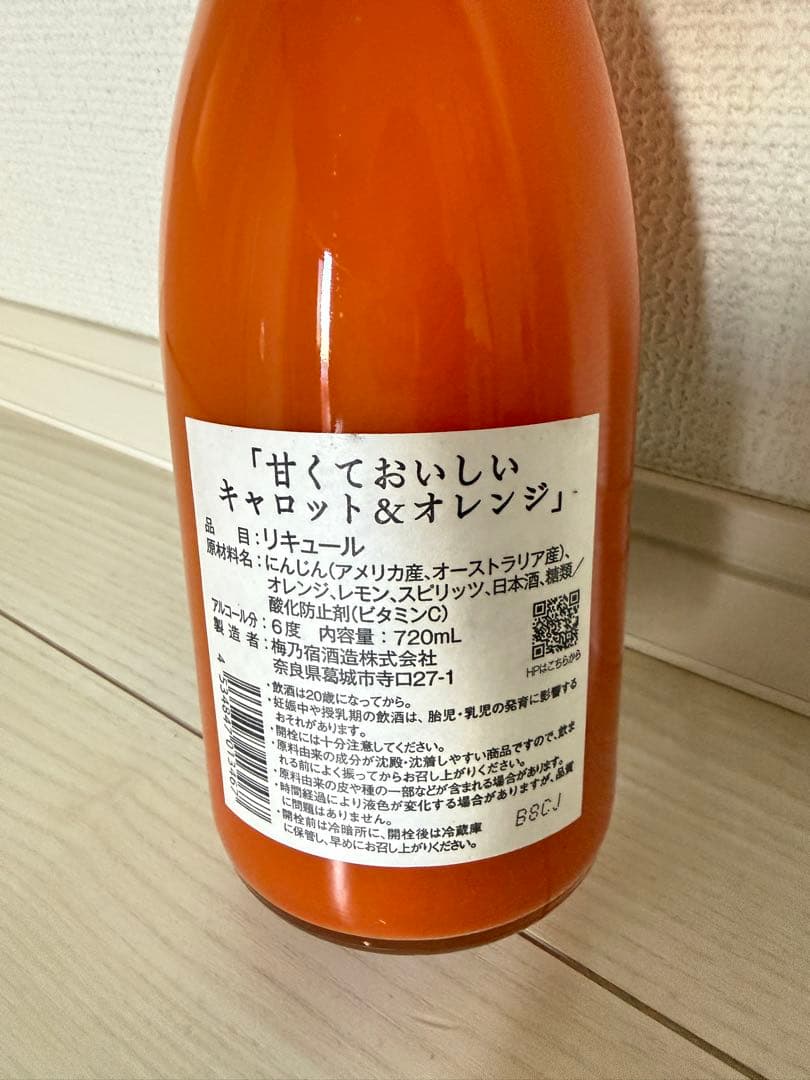 「甘くておいしい
キャロット&オレンジ」
品目:リキュール
原材料名:にんじん(アメリカ産、オーストラリア産)、
オレンジ、レモン、スピリッツ、日本酒、糖類/
酸化防止剤(ビタミンC)
アルコール分:6度 内容量:720mL
製造者:梅乃宿酒造株式会社
奈良県葛城市寺口27-1
HPはこちらから
・飲酒は20歳になってから。
・妊娠中や授乳期の飲酒は、胎児・乳児の発育に影響する
おそれがあります。
・開栓には十分注意してください。
・原料由来の成分が沈殿・沈着しやすい商品ですので、飲ま
れる前によく振ってからお召し上がりください。
・原料由来の皮や種の一部などが含まれる場合があります。
・時間経過により液色が変化する場合がありますが、品質
に問題はありません。
・開栓前は冷暗所に、開栓後は冷蔵庫
に保管し、早めにお召し上がりください。
B8CJ